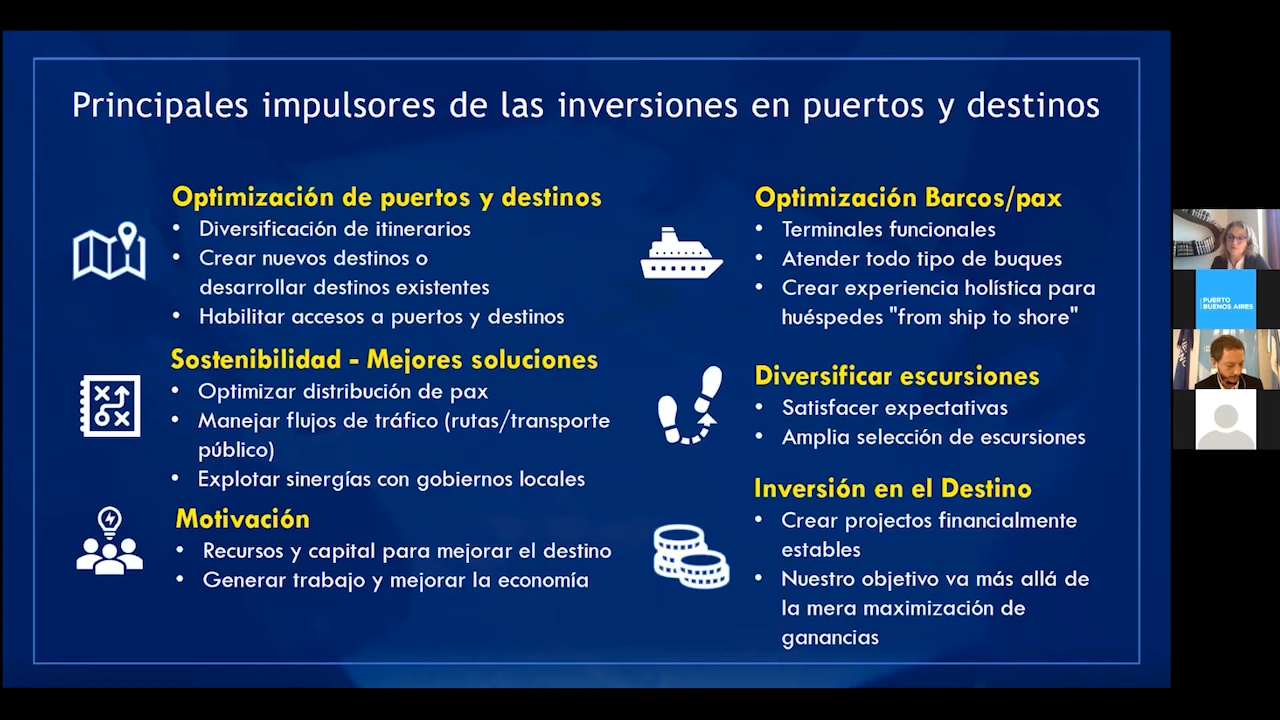 Principales impulsores de las inversiones en puertos y destinos
Optimización de puertos y destinos
• Diversificación de itinerarios
• Crear nuevos destinos o
desarrollar destinos existentes
• Habilitar accesos a puertos y destinos
Sostenibilidad - Mejores soluciones
• Optimizar distribución de pax
• Manejar flujos de tráfico (rutas/transporte
público)
• Explotar sinergías con gobiernos locales
Motivación
• Recursos y capital para mejorar el destino
• Generar trabajo y mejorar la economía
Optimización Barcos/pax
• Terminales funcionales
• Atender todo tipo de buques
• Crear experiencia holística para
huéspedes "from ship to shore"
Diversificar escursiones
• Satisfacer expectativas
• Amplia selección de escursiones
Inversión en el Destino
• Crear projectos financialmente
estables
• Nuestro objetivo va más allá de
la mera maximización de
ganancias
PUERTO
BUENOS AIRES